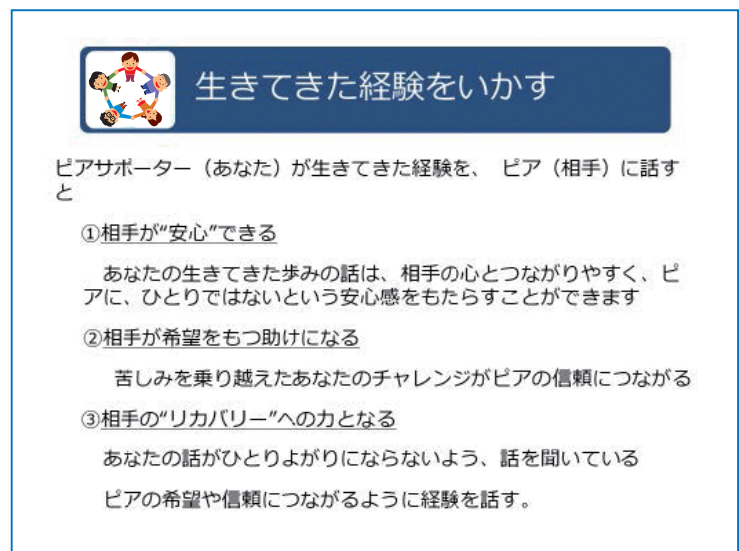 生きてきた経験をいかす
ピアサポーター（あなた）が生きてきた経験を、 ピア（相手）に話す
と
①相手が“安心”できる
あなたの生きてきた歩みの話は、相手の心とつながりやすく、ピ
アに、ひとりではないという安心感をもたらすことができます
②相手が希望をもつ助けになる
苦しみを乗り越えたあなたのチャレンジがピアの信頼につながる
③相手の“リカバリー”への力となる
あなたの話がひとりよがりにならないよう、話を聞いている
ピアの希望や信頼につながるように経験を話す。